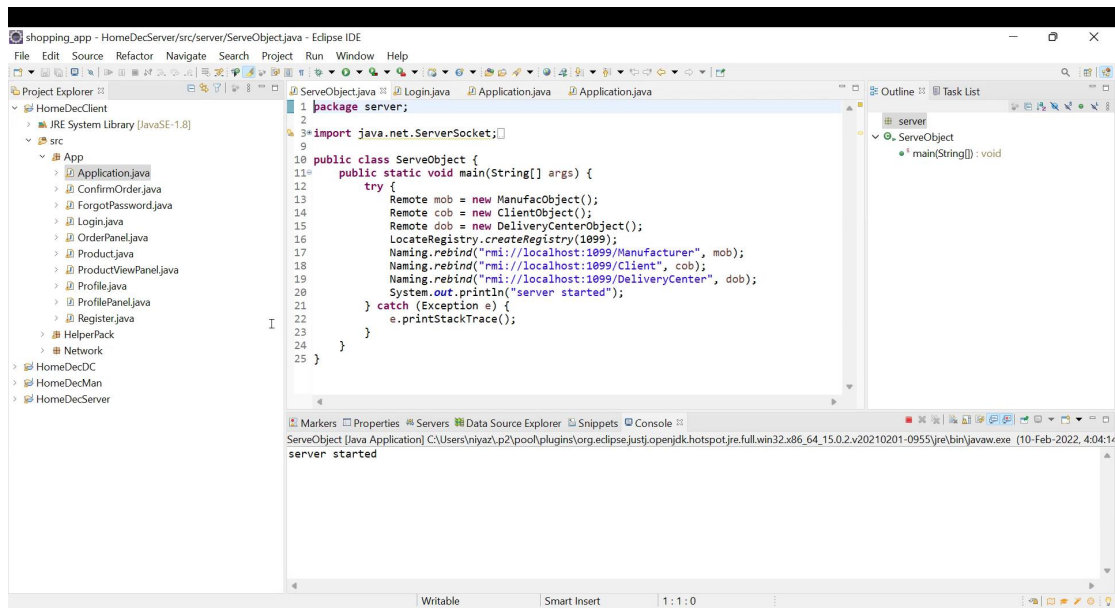 shopping_app - HomeDecServer/src/server/ServeObject.java - Eclipse IDE
File Edit Source Refactor Navigate Search Project Run Window Help
Project Explorer
HomeDecClient
JRE System Library [JavaSE-1.8]
src
App
Application.java
ConfirmOrder.java
ForgotPassword.java
Login.java
OrderPanel.java
Product.java
ProductViewPanel.java
Profile.java
ProfilePanel.java
Register.java
HelperPack
Network
HomeDecDC
HomeDecMan
HomeDecServer
ServeObject.java Login.java Application.java Application.java
1 package server;
2
3 import java.net.ServerSocket;
9
10 public class ServeObject {
11 public static void main(String[] args) {
12 try {
13 Remote mob = new ManufacObject();
14 Remote cob = new ClientObject();
15 Remote dob = new DeliveryCenterObject();
16 LocateRegistry.createRegistry(1099);
17 Naming.rebind("rmi://localhost:1099/Manufacturer", mob);
18 Naming.rebind("rmi://localhost:1099/Client", cob);
19 Naming.rebind("rmi://localhost:1099/DeliveryCenter", dob);
20 System.out.println("server started");
21 } catch (Exception e) {
22 e.printStackTrace();
23 }
24 }
25 }
Outline Task List
server
ServeObject
main(String[]) : void
Markers Properties Servers Data Source Explorer Snippets Console
ServeObject [Java Application] C:\Users\niyaz\.p2\pool\plugins\org.eclipse.justj.openjdk.hotspot.jre.full.win32.x86_64_15.0.2.v20210201-0955\jre\bin\javaw.exe (10-Feb-2022, 4:04:14
server started
Writable Smart Insert 1 : 1 : 0